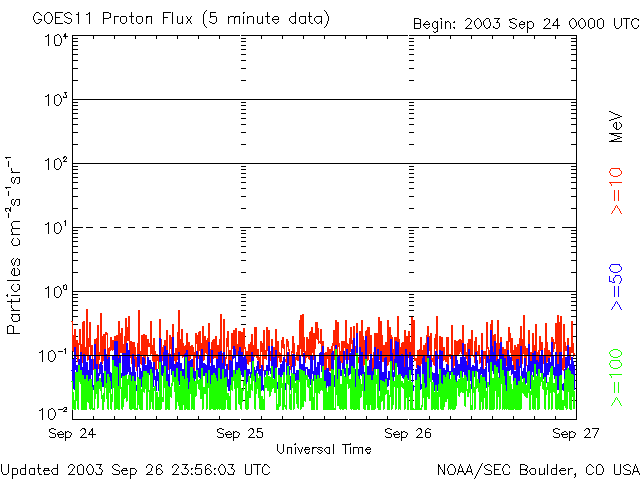 GOES11 Proton Flux (5 minute data)
Begin: 2003 Sep 24 0000 UTC
10⁴
10³
10²
10¹
10⁰
10⁻¹
10⁻²
Particles cm⁻²s⁻¹sr⁻¹
MeV
>=10
>=50
>=100
Sep 24 Sep 25 Sep 26 Sep 27
Universal Time
Updated 2003 Sep 26 23:56:03 UTC
NOAA/SEC Boulder, CO USA